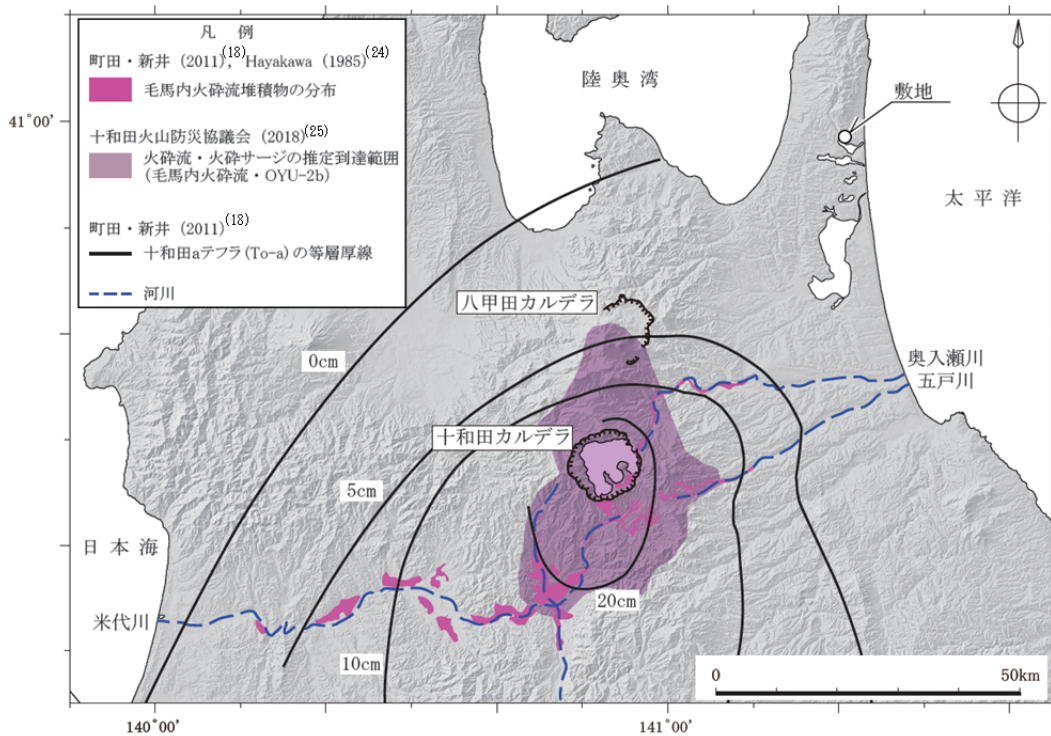 凡 例
町田・新井 (2011)(18), Hayakawa (1985)(24)
毛馬内火砕流堆積物の分布
十和田火山防災協議会 (2018)(25)
火砕流・火砕サージの推定到達範囲
(毛馬内火砕流・OYU-2b)
町田・新井 (2011)(18)
十和田aテフラ(To-a)の等層厚線
河川
陸奥湾
敷地
太平洋
41°00'
八甲田カルデラ
0cm
奥入瀬川
五戸川
十和田カルデラ
5cm
日本海
20cm
米代川
10cm
0
50km
140°00'
141°00'